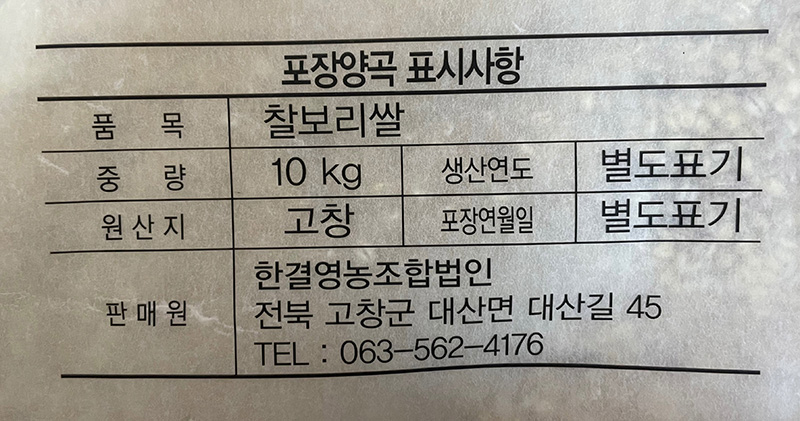 포장양곡 표시사항
품 목 찰보리쌀
중 량 10 kg 생산연도 별도표기
원산지 고창 포장연월일 별도표기
판매원 한결영농조합법인
전북 고창군 대산면 대산길 45
TEL : 063-562-4176